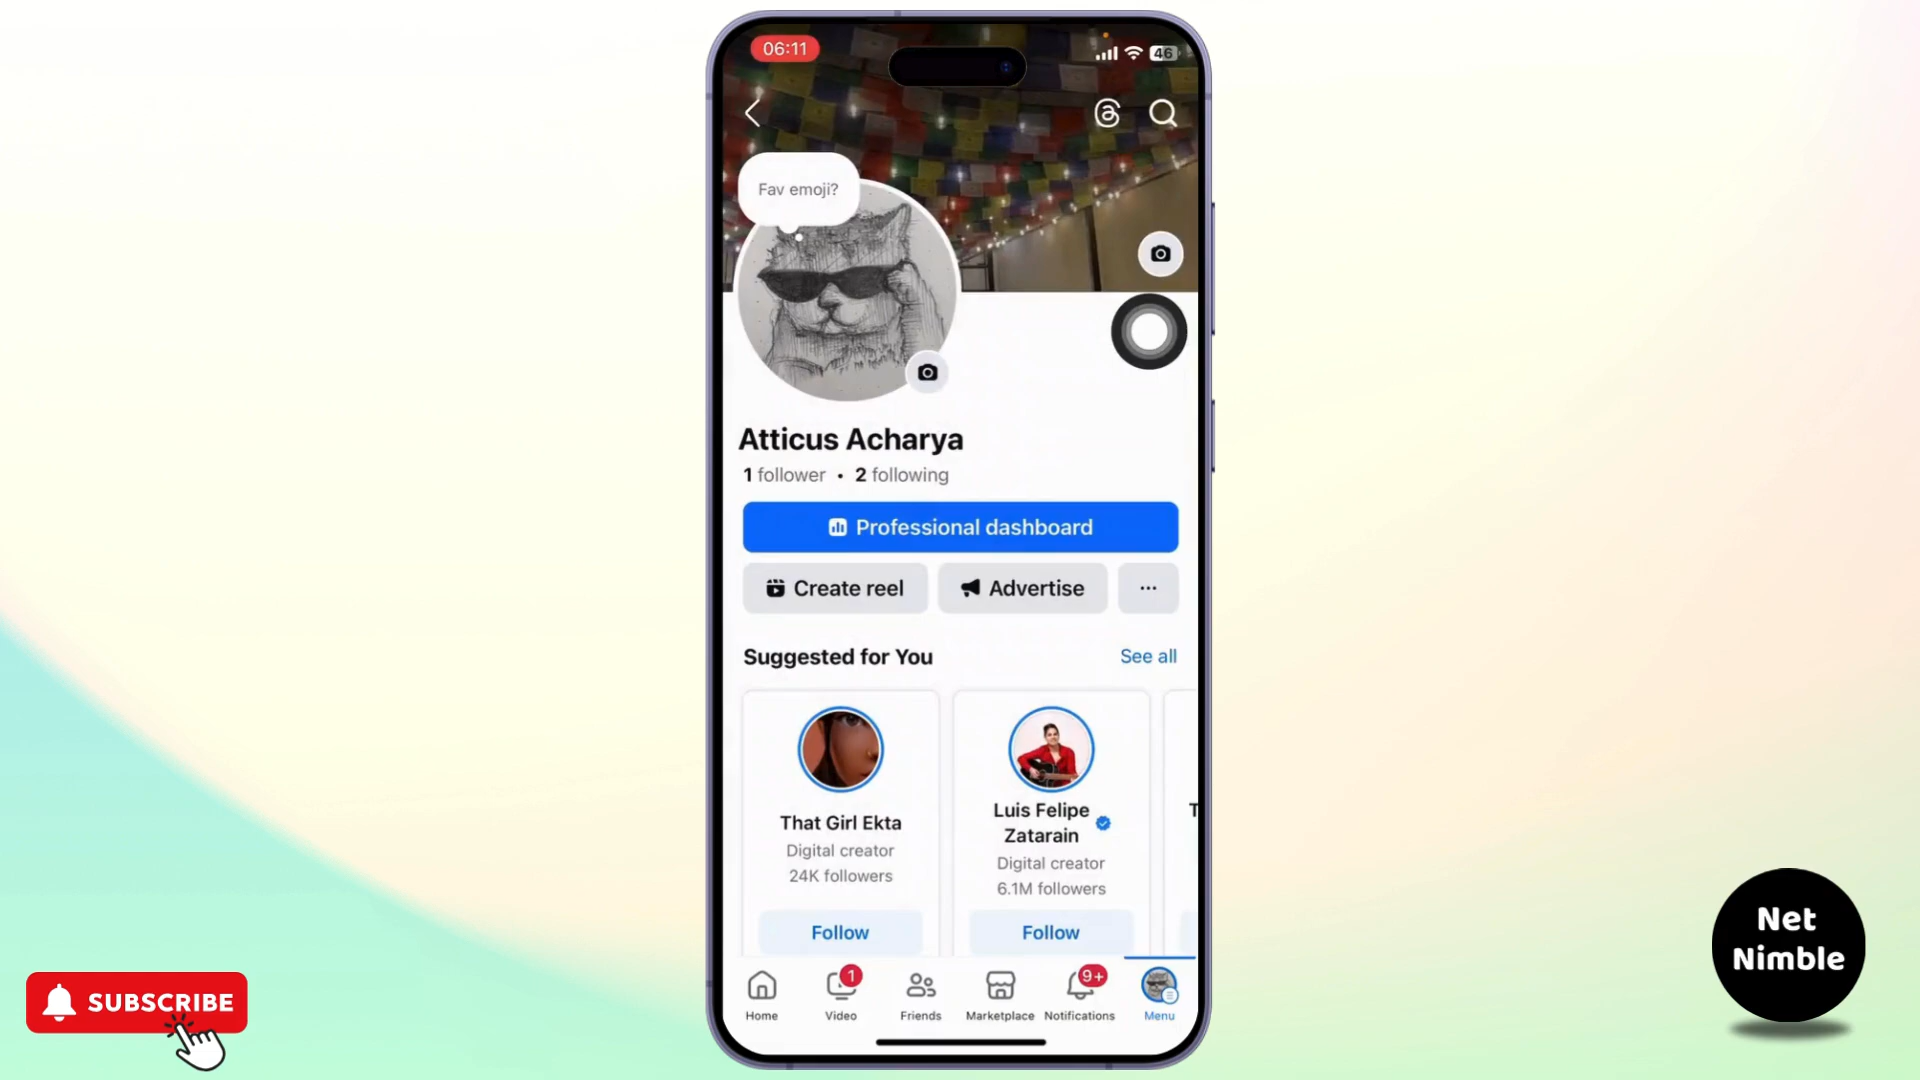 06:11
46
Fav emoji?
Atticus Acharya
1 follower • 2 following
Professional dashboard
Create reel
Advertise
...
Suggested for You
See all
That Girl Ekta
Digital creator
24K followers
Follow
Luis Felipe
Zatarain
Digital creator
6.1M followers
Follow
T
1
9+
Home
Video
Friends
Marketplace
Notifications
Menu
SUBSCRIBE
Net
Nimble